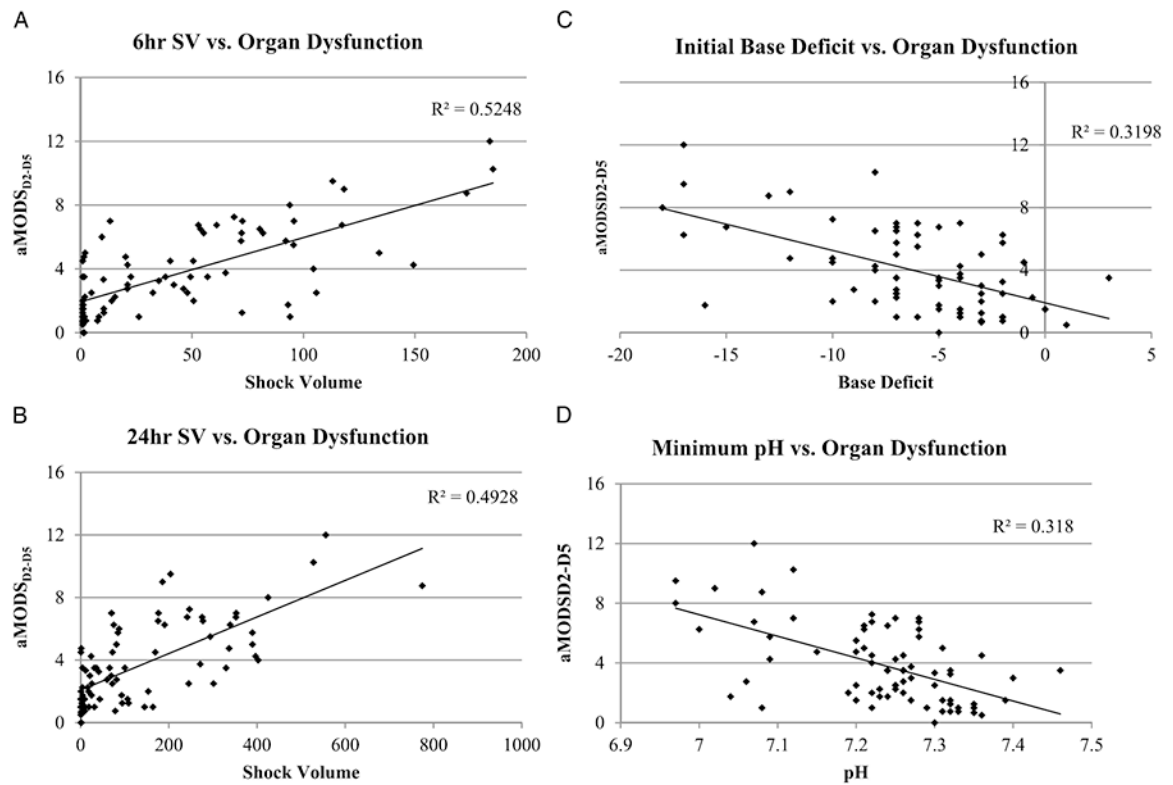 A
6hr SV vs. Organ Dysfunction
16
12
8
4
0
aMODS D2-D5
R² = 0.5248
0 50 100 150 200
Shock Volume
C
Initial Base Deficit vs. Organ Dysfunction
16
12
8
4
0
aMODSD2-D5
R² = 0.3198
-20 -15 -10 -5 0 5
Base Deficit
B
24hr SV vs. Organ Dysfunction
16
12
8
4
0
aMODS D2-D5
R² = 0.4928
0 200 400 600 800 1000
Shock Volume
D
Minimum pH vs. Organ Dysfunction
16
12
8
4
0
aMODSD2-D5
R² = 0.318
6.9 7 7.1 7.2 7.3 7.4 7.5
pH